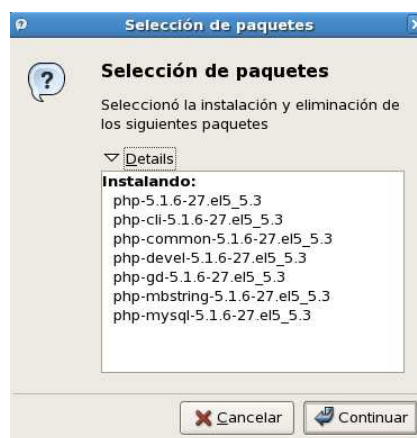 Selección de paquetes
Selección de paquetes
Seleccionó la instalación y eliminación de
los siguientes paquetes
Details
Instalando:
php-5.1.6-27.el5_5.3
php-cli-5.1.6-27.el5_5.3
php-common-5.1.6-27.el5_5.3
php-devel-5.1.6-27.el5_5.3
php-gd-5.1.6-27.el5_5.3
php-mbstring-5.1.6-27.el5_5.3
php-mysql-5.1.6-27.el5_5.3
Cancelar Continuar